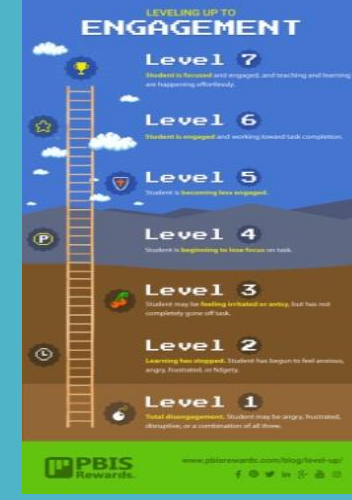 LEVELING UP TO
ENGAGEMENT
Level 7
Student is focused and engaged, and teaching and learning
are happening effortlessly.
Level 6
Student is engaged and working toward task completion.
Level 5
Student is becoming less engaged.
Level 4
Student is beginning to lose focus on task.
P
Level 3
Student may be feeling irritated or antsy, but has not
completely gone off task.
Level 2
Learning has stopped. Student has begun to feel anxious,
angry, frustrated, or fidgety.
Level 1
Total disengagement. Student may be angry, frustrated,
disruptive, or a combination of all three.
PBIS
Rewards.
www.pbisrewards.com/blog/level-up/